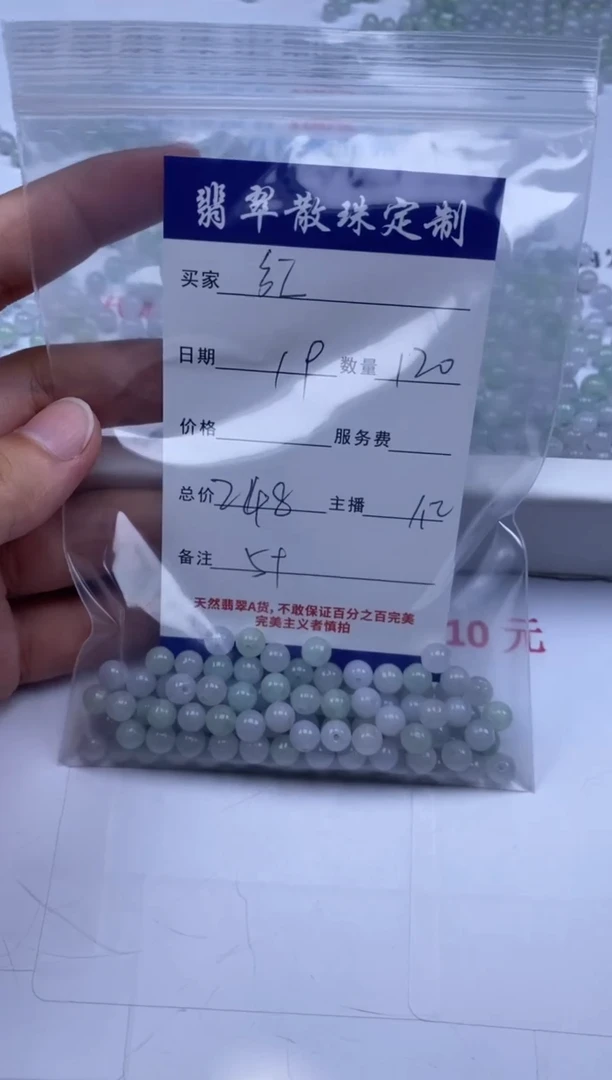 翡翠散珠定制
买家 红
日期 19 数量 120
价格 服务费
总价 248 主播
备注 5+
天然翡翠A货,不敢保证百分之百完美
完美主义者慎拍
10 元